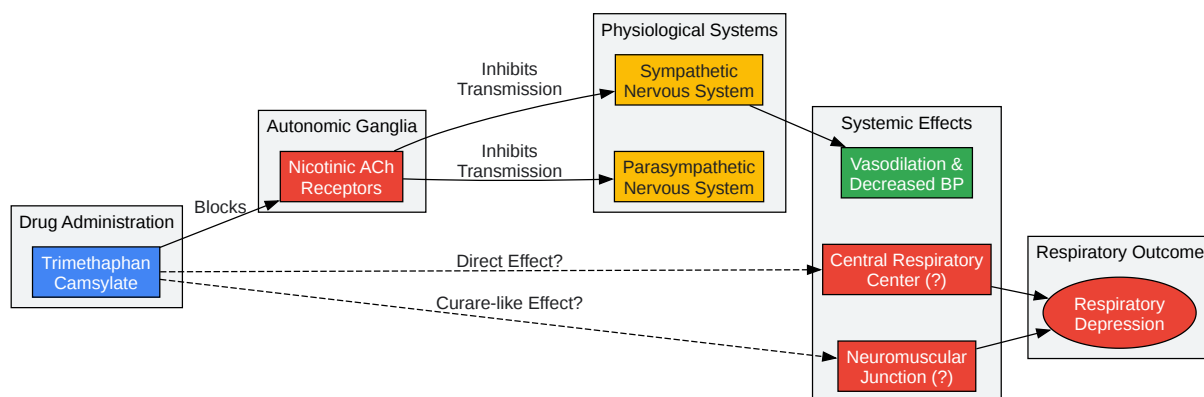 Drug Administration
Trimethaphan
Camsylate
Blocks
Autonomic Ganglia
Nicotinic ACh
Receptors
Inhibits
Transmission
Inhibits
Transmission
Physiological Systems
Sympathetic
Nervous System
Parasympathetic
Nervous System
Direct Effect?
Curare-like Effect?
Systemic Effects
Vasodilation &
Decreased BP
Central Respiratory
Center (?)
Neuromuscular
Junction (?)
Respiratory Outcome
Respiratory
Depression